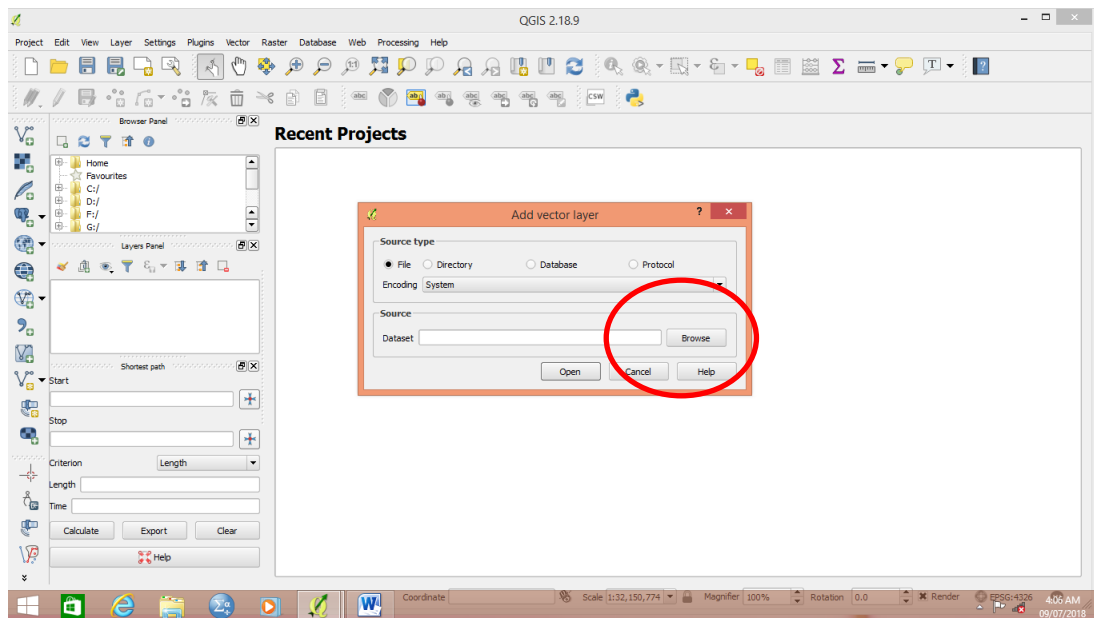 QGIS 2.18.9
Project Edit View Layer Settings Plugins Vector Raster Database Web Processing Help
abc
CSW
Browser Panel
Recent Projects
Home
Favourites
C:/
D:/
F:/
G:/
Layers Panel
Add vector layer
Source type
File Directory Database Protocol
Encoding System
Source
Dataset Browse
Open Cancel Help
Shortest path
Start
Stop
Criterion Length
Length
Time
Calculate Export Clear
Help
Coordinate Scale 1:32,150,774 Magnifier 100% Rotation 0.0 Render EPSG:4326
4:06 AM
09/07/2018